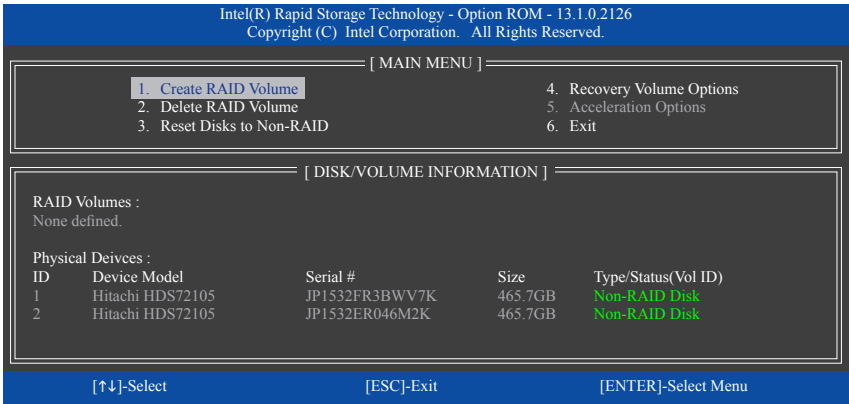 Intel(R) Rapid Storage Technology - Option ROM - 13.1.0.2126
Copyright (C) Intel Corporation. All Rights Reserved.
[ MAIN MENU ]
1. Create RAID Volume
2. Delete RAID Volume
3. Reset Disks to Non-RAID
4. Recovery Volume Options
5. Acceleration Options
6. Exit
[ DISK/VOLUME INFORMATION ]
RAID Volumes :
None defined.
Physical Deivces :
ID Device Model Serial # Size Type/Status(Vol ID)
1 Hitachi HDS72105 JP1532FR3BWV7K 465.7GB Non-RAID Disk
2 Hitachi HDS72105 JP1532ER046M2K 465.7GB Non-RAID Disk
[↑↓]-Select [ESC]-Exit [ENTER]-Select Menu